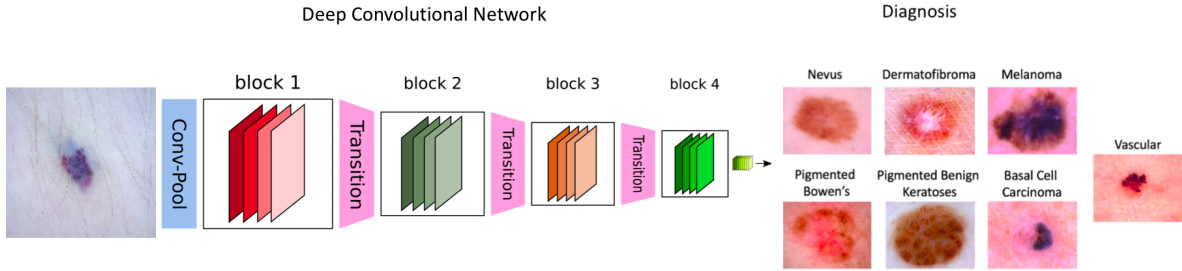 Deep Convolutional Network
Diagnosis
block 1
block 2
block 3
block 4
Conv-Pool
Transition
Transition
Transition
Nevus
Dermatofibroma
Melanoma
Vascular
Pigmented
Bowen's
Pigmented Benign
Keratoses
Basal Cell
Carcinoma